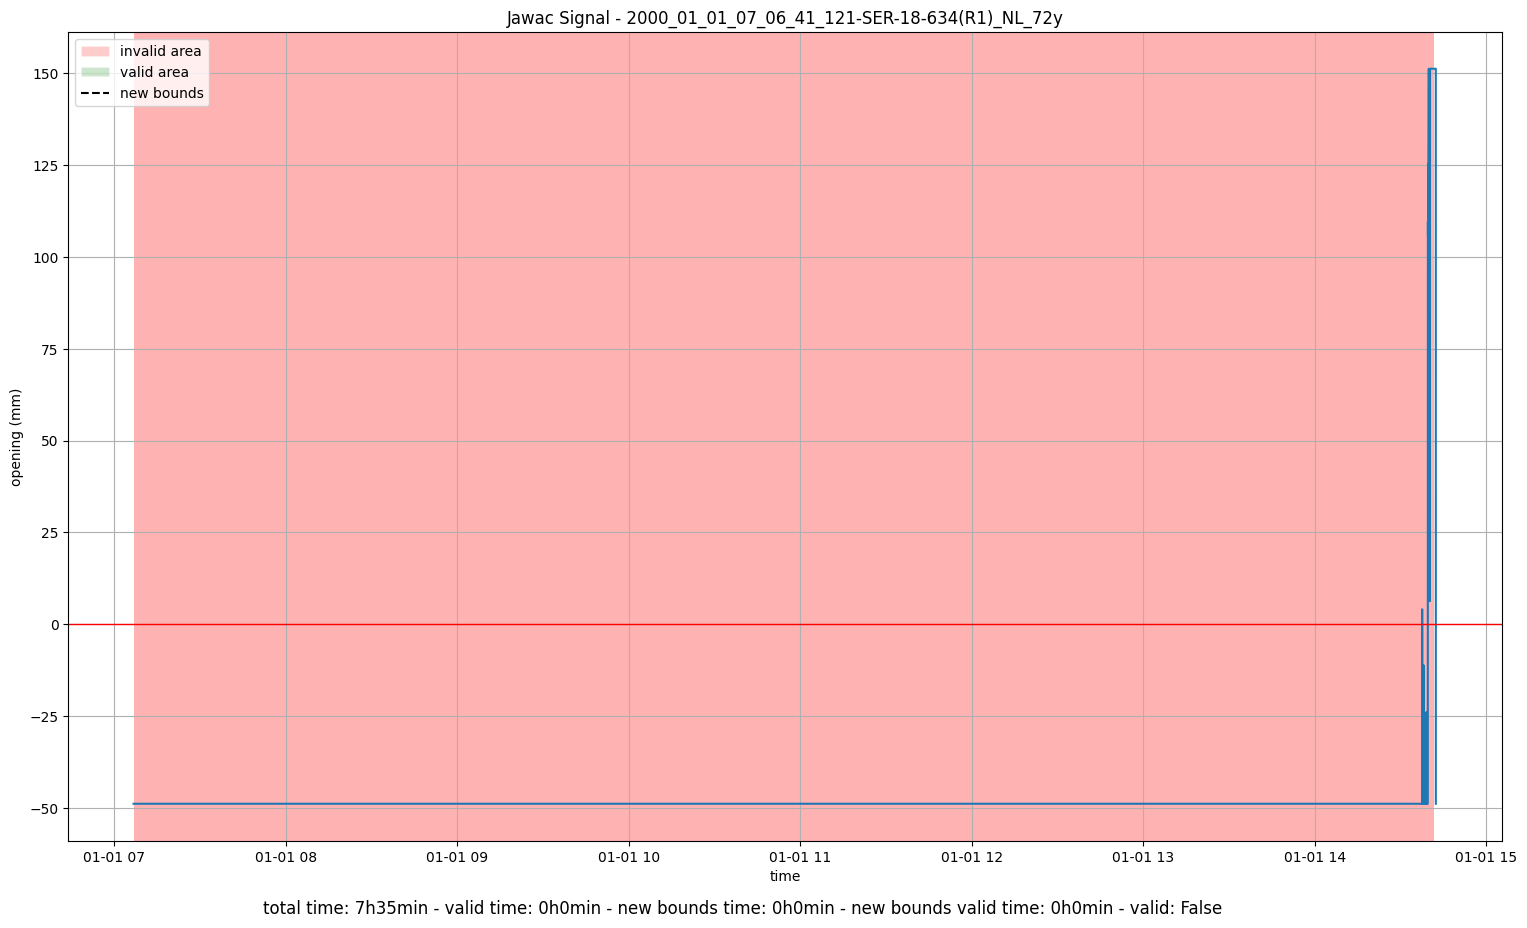 Jawac Signal - 2000_01_01_07_06_41_121-SER-18-634(R1)_NL_72y
invalid area
valid area
new bounds
150
125
100
75
50
25
0
−25
−50
opening (mm)
01-01 07
01-01 08
01-01 09
01-01 10
01-01 11
01-01 12
01-01 13
01-01 14
01-01 15
time
total time: 7h35min - valid time: 0h0min - new bounds time: 0h0min - new bounds valid time: 0h0min - valid: False